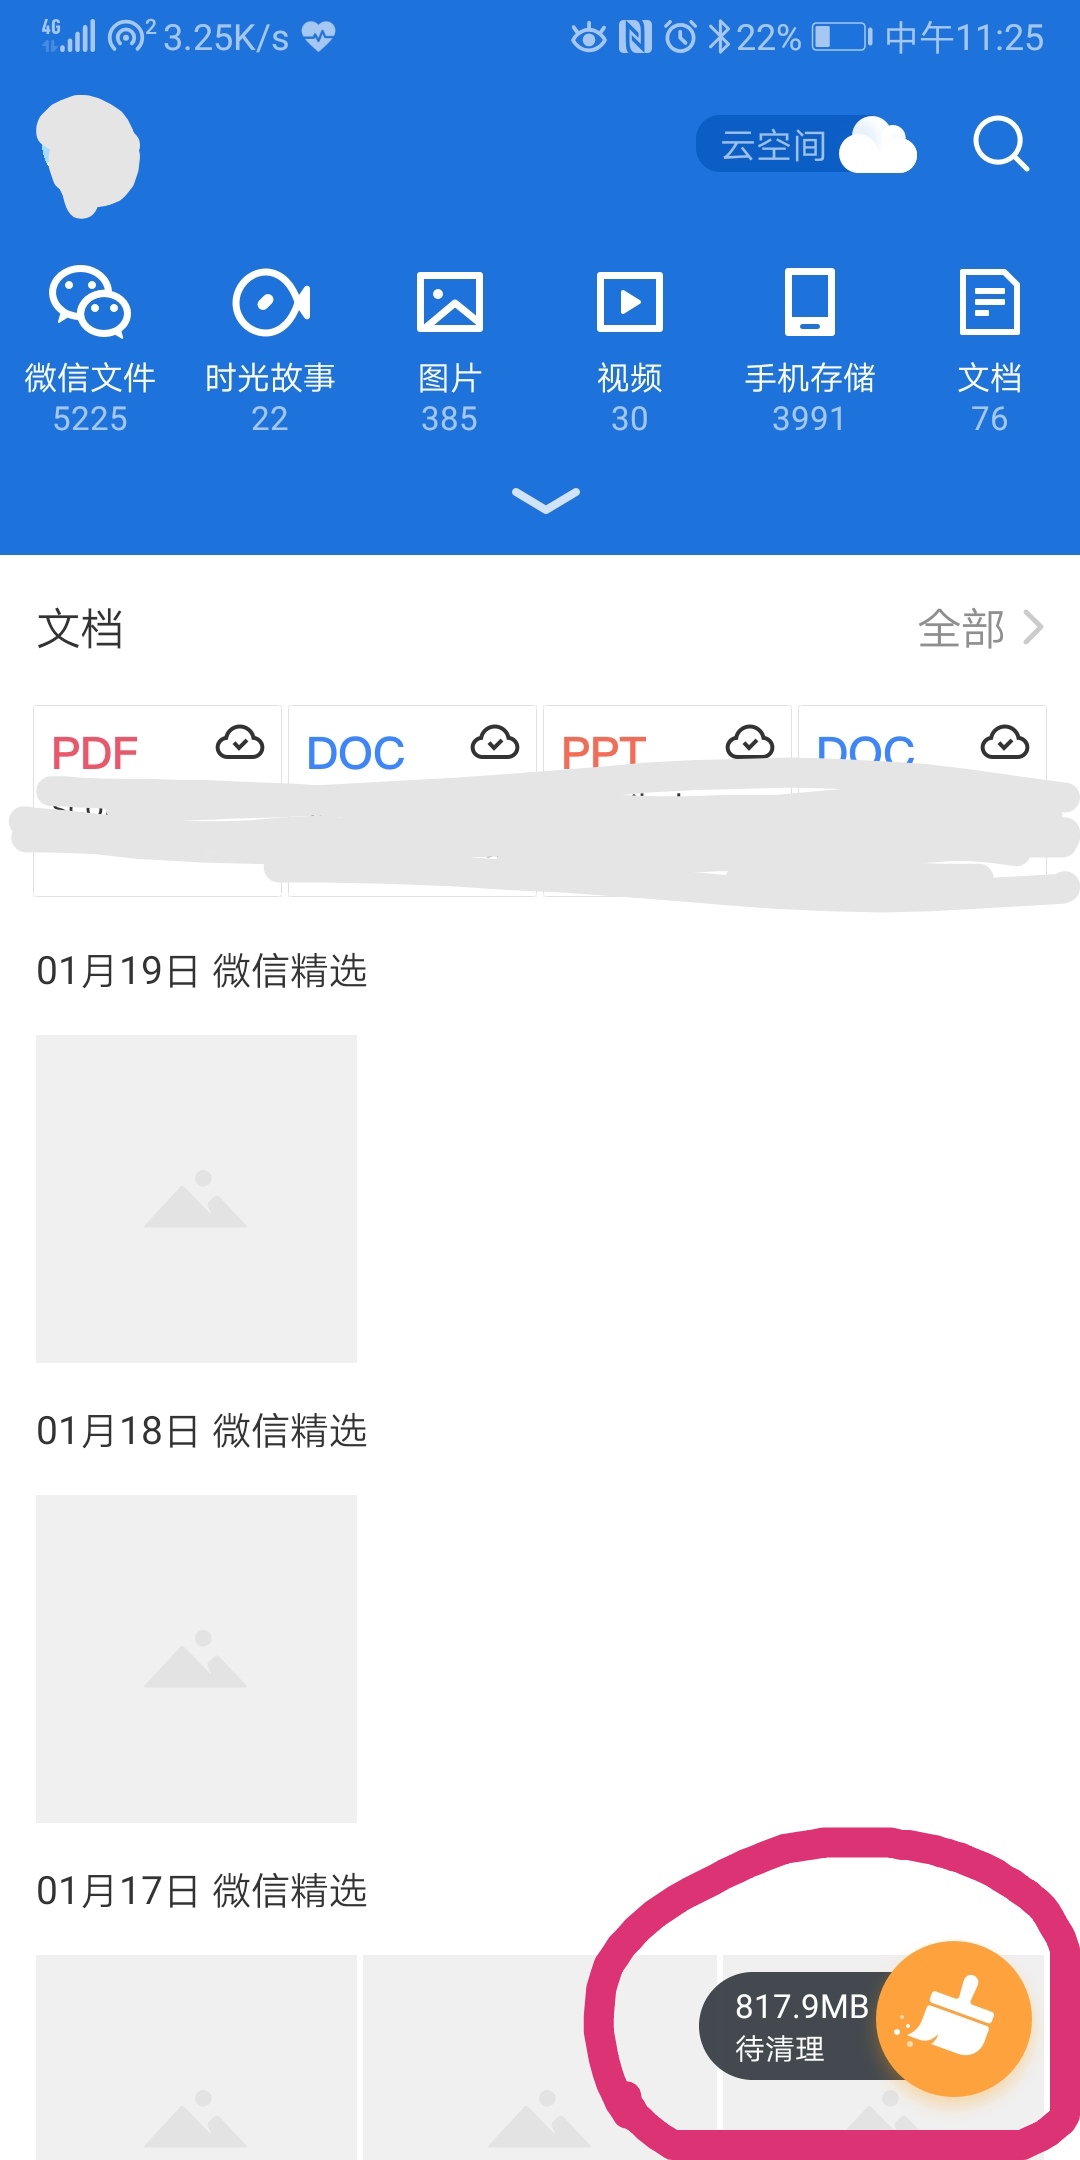 4G 2 3.25K/s 22% 中午11:25
云空间
微信文件 时光故事 图片 视频 手机存储 文档
5225 22 385 30 3991 76
文档 全部
PDF DOC PPT DOC
01月19日 微信精选
01月18日 微信精选
01月17日 微信精选
817.9MB
待清理